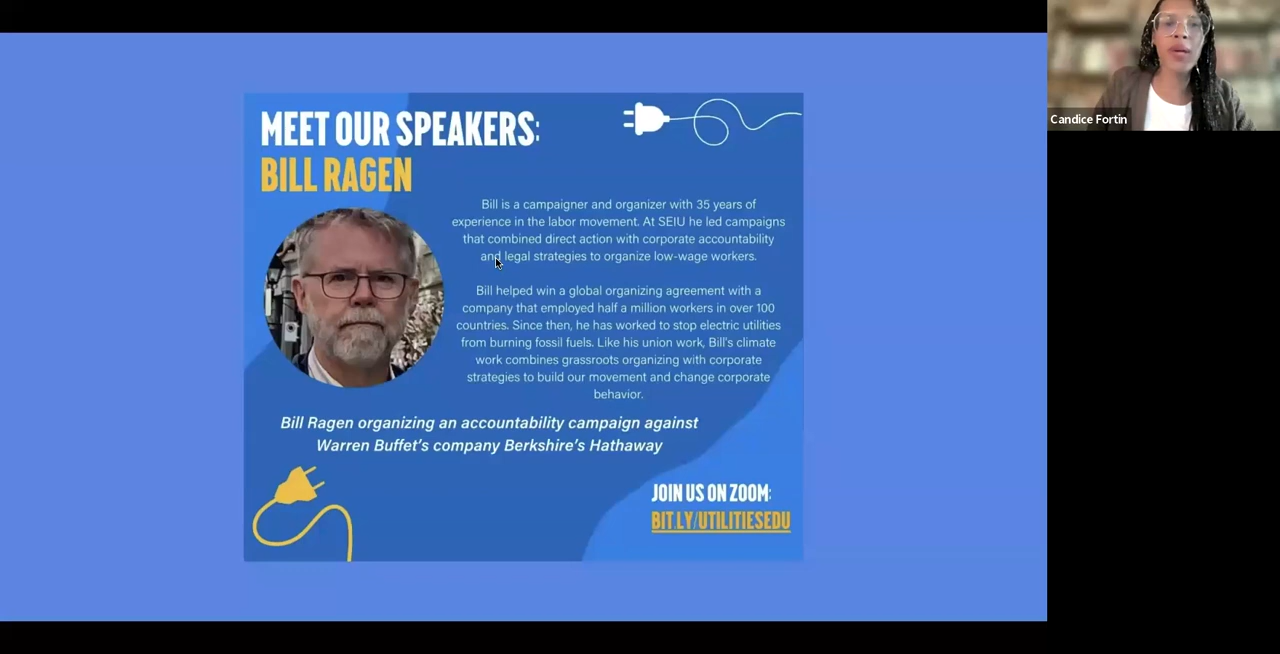 MEET OUR SPEAKERS:
BILL RAGEN
Bill is a campaigner and organizer with 35 years of
experience in the labor movement. At SEIU he led campaigns
that combined direct action with corporate accountability
and legal strategies to organize low-wage workers.
Bill helped win a global organizing agreement with a
company that employed half a million workers in over 100
countries. Since then, he has worked to stop electric utilities
from burning fossil fuels. Like his union work, Bill's climate
work combines grassroots organizing with corporate
strategies to build our movement and change corporate
behavior.
Bill Ragen organizing an accountability campaign against
Warren Buffet's company Berkshire's Hathaway
JOIN US ON ZOOM:
BIT.LY/UTILITIESEDU
Candice Fortin